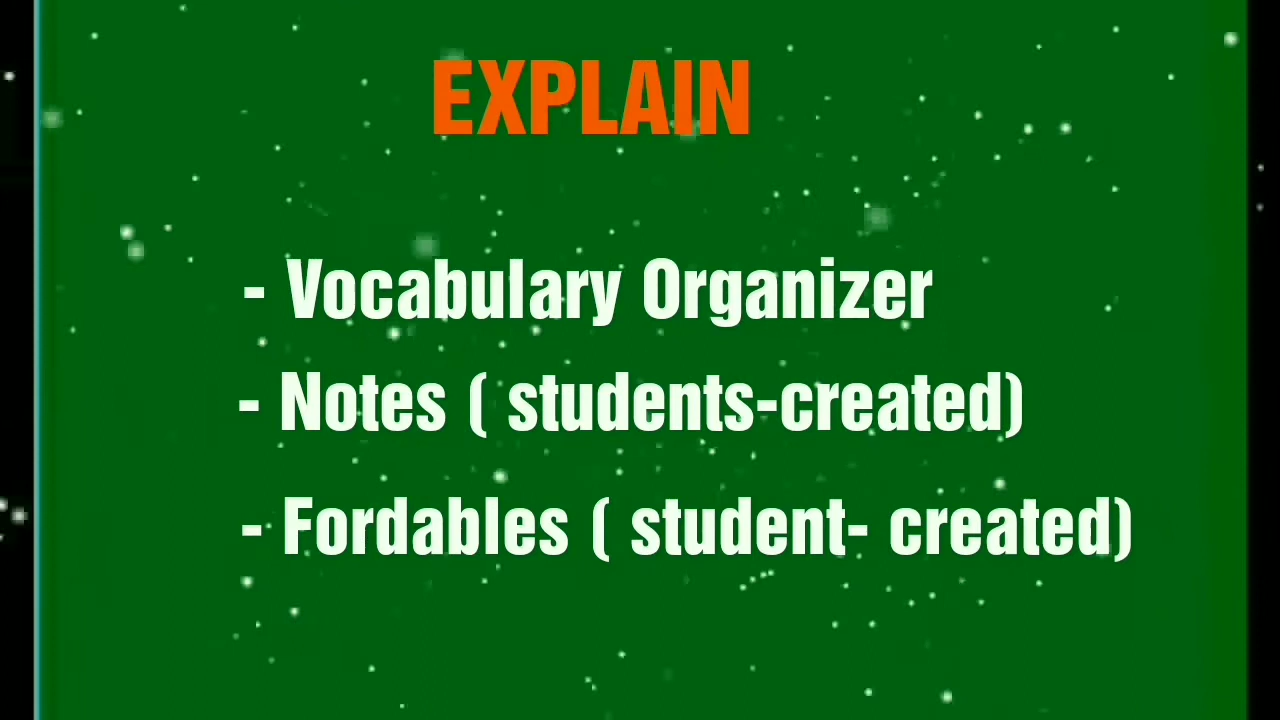 EXPLAIN
- Vocabulary Organizer
- Notes ( students-created)
- Fordables ( student- created)